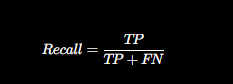 Recall = TP / TP + FN